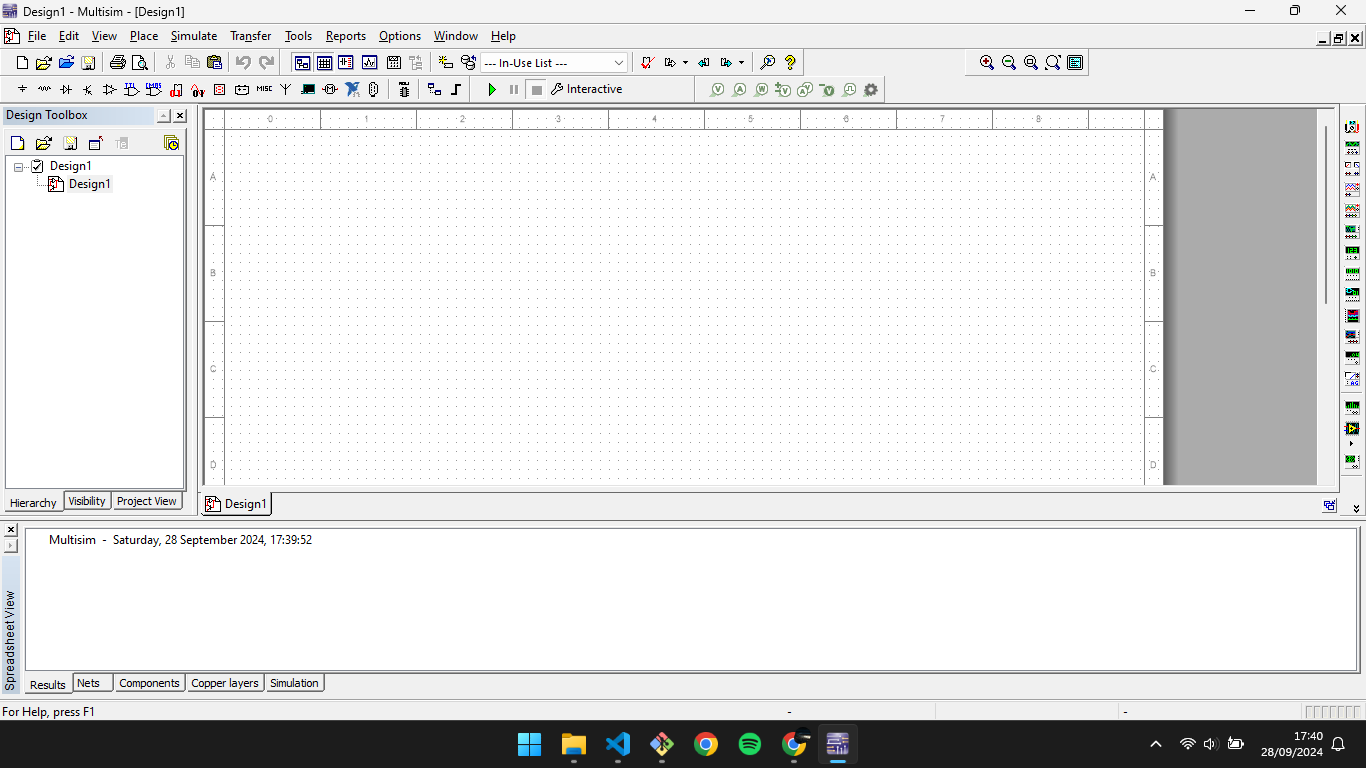 Design1 - Multisim - [Design1]
File Edit View Place Simulate Transfer Tools Reports Options Window Help
--- In-Use List ---
TTL CMOS MISC Interactive
Design Toolbox
Design1
Design1
0 1 2 3 4 5 6 7 8
A A
B B
C C
D D
Hierarchy Visibility Project View
Design1
Multisim - Saturday, 28 September 2024, 17:39:52
Spreadsheet View
Results Nets Components Copper layers Simulation
For Help, press F1 - -
17:40
28/09/2024